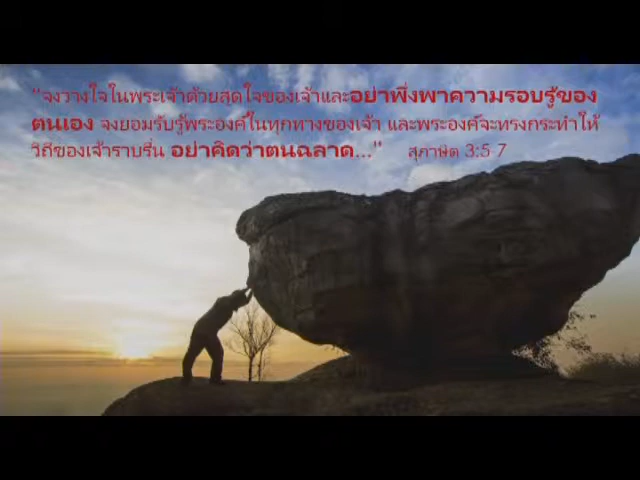 “จงวางใจในพระเจ้าด้วยสุดใจของเจ้าและอย่าพึ่งพาความรอบรู้ของ
ตนเอง จงยอมรับรู้พระองค์ในทุกทางของเจ้า และพระองค์จะทรงกระทำให้
วิถีของเจ้าราบรื่น อย่าคิดว่าตนฉลาด...” สุภาษิต 3:5-7